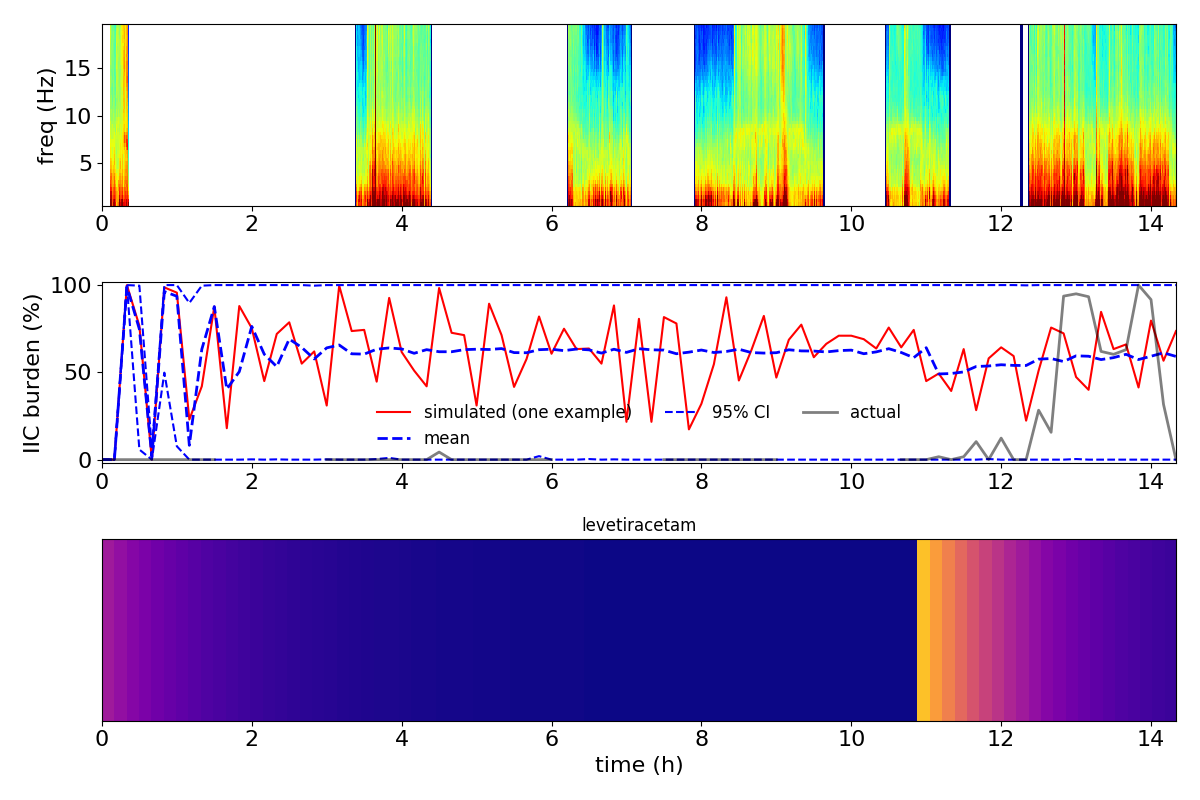 freq (Hz)
15
10
5
0 2 4 6 8 10 12 14
IIC burden (%)
100
50
0
simulated (one example) 95% CI actual
mean
0 2 4 6 8 10 12 14
levetiracetam
0 2 4 6 8 10 12 14
time (h)